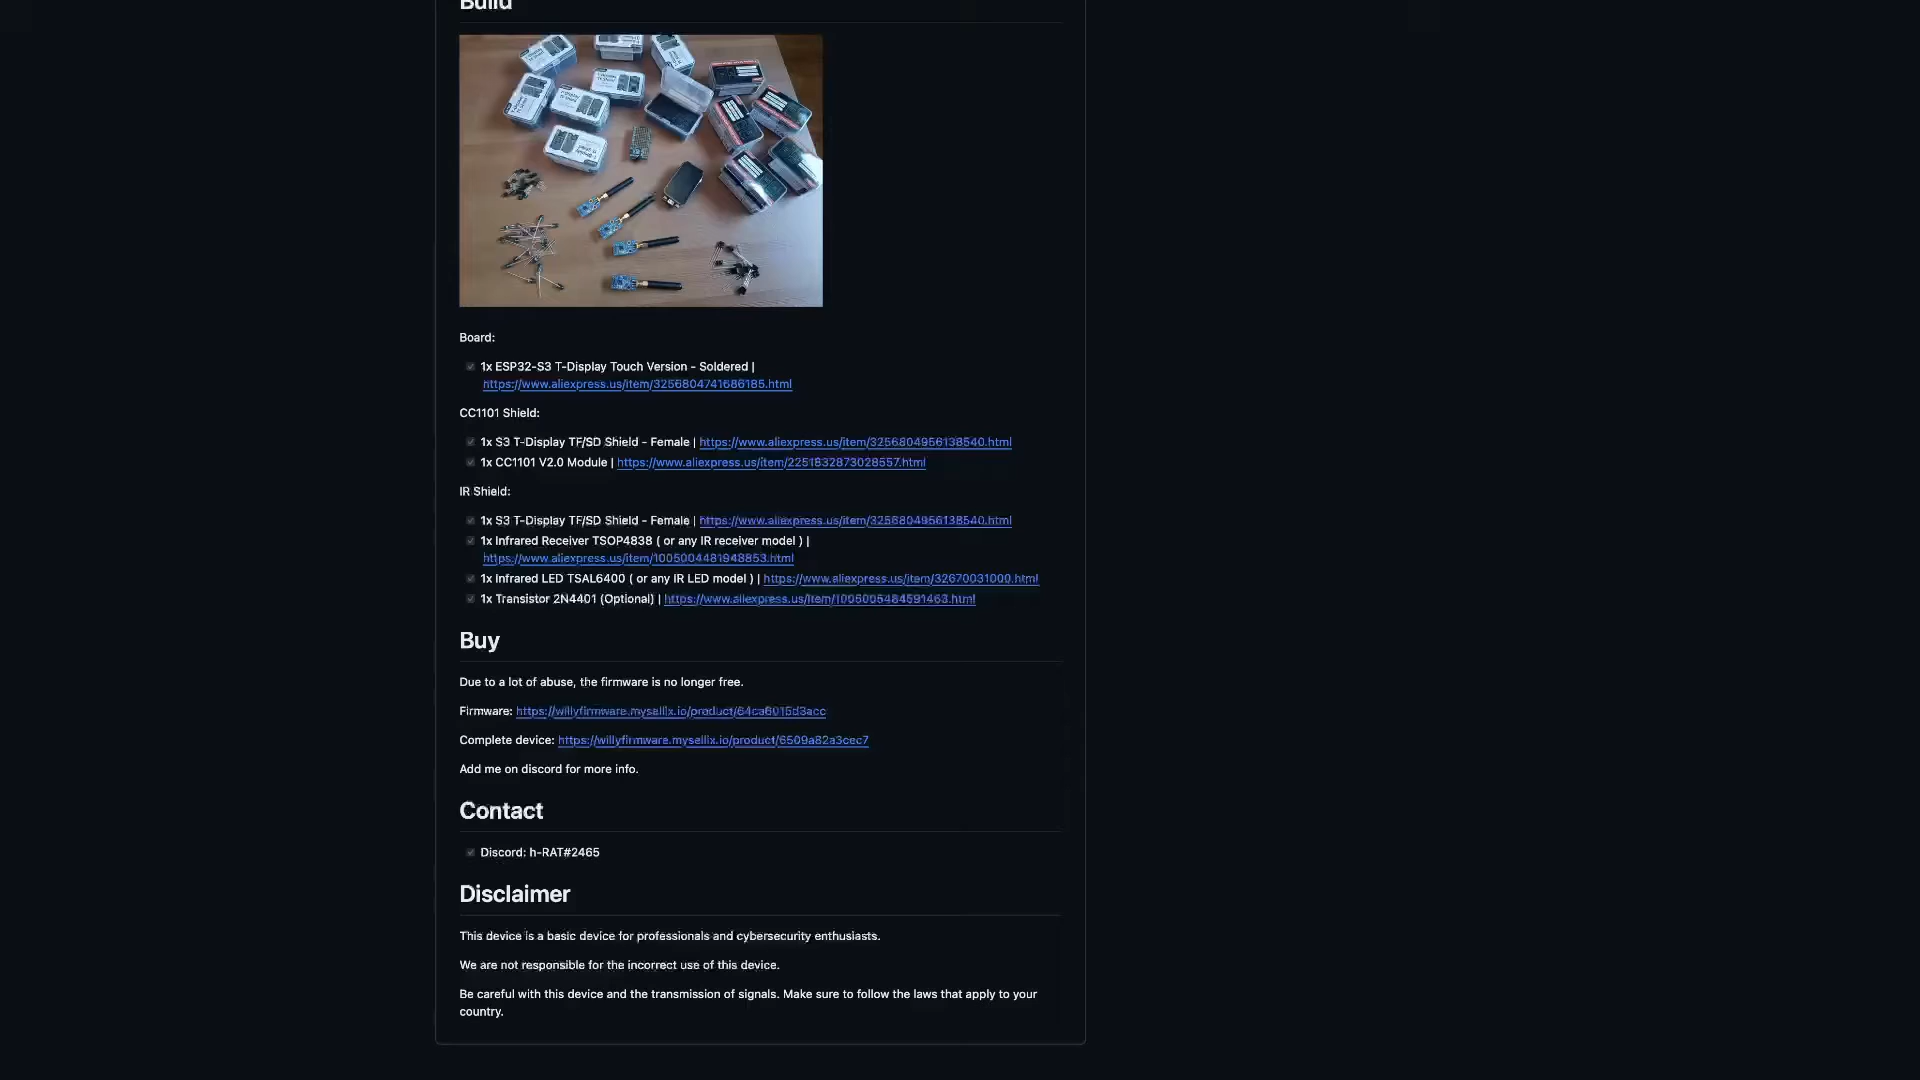 Build
Board:
1x ESP32-S3 T-Display Touch Version - Soldered |
https://www.aliexpress.us/item/3256804741686185.html
CC1101 Shield:
1x S3 T-Display TF/SD Shield - Female | https://www.aliexpress.us/item/3256804956138540.html
1x CC1101 V2.0 Module | https://www.aliexpress.us/item/2251832873028557.html
IR Shield:
1x S3 T-Display TF/SD Shield - Female | https://www.aliexpress.us/item/3256804956138540.html
1x Infrared Receiver TSOP4838 ( or any IR receiver model ) |
https://www.aliexpress.us/item/1005004481948853.html
1x Infrared LED TSAL6400 ( or any IR LED model ) | https://www.aliexpress.us/item/32670031000.html
1x Transistor 2N4401 (Optional) | https://www.aliexpress.us/item/1005005484591463.html
Buy
Due to a lot of abuse, the firmware is no longer free.
Firmware: https://willyfirmware.mysellix.io/product/64ca6015d3acc
Complete device: https://willyfirmware.mysellix.io/product/6509a82a3cec7
Add me on discord for more info.
Contact
Discord: h-RAT#2465
Disclaimer
This device is a basic device for professionals and cybersecurity enthusiasts.
We are not responsible for the incorrect use of this device.
Be careful with this device and the transmission of signals. Make sure to follow the laws that apply to your
country.